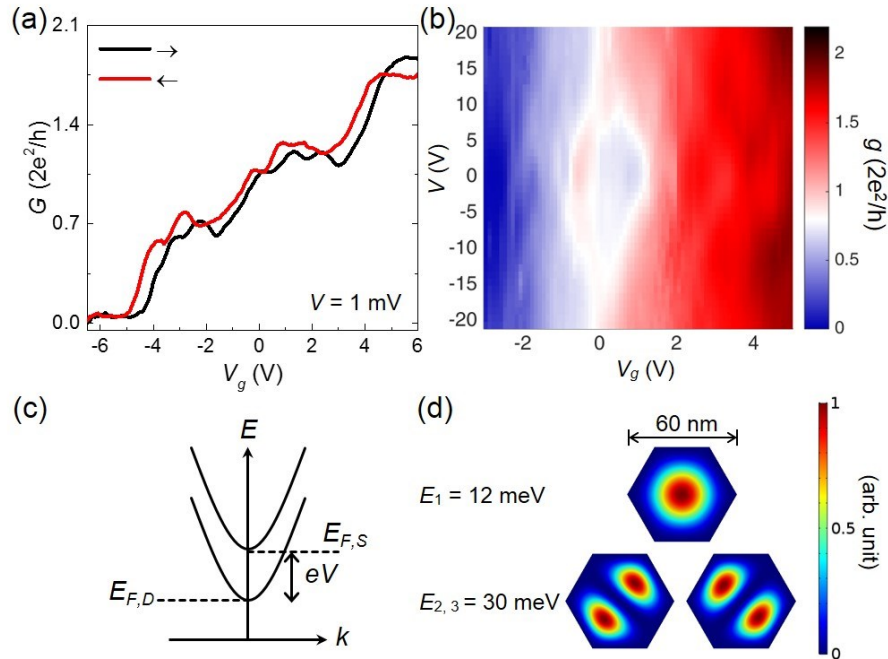 (a)
2.1
1.4
0.7
0.0
G (2e²/h)
→
←
V = 1 mV
-6 -4 -2 0 2 4 6
V_g (V)
(b)
20
15
10
5
0
-5
-10
-15
-20
V (V)
-2 0 2 4
V_g (V)
2
1.5
1
0.5
0
g (2e²/h)
(c)
E
E_F,S
eV
E_F,D
k
(d)
60 nm
E₁ = 12 meV
E₂, ₃ = 30 meV
1
0.5
0
(arb. unit)